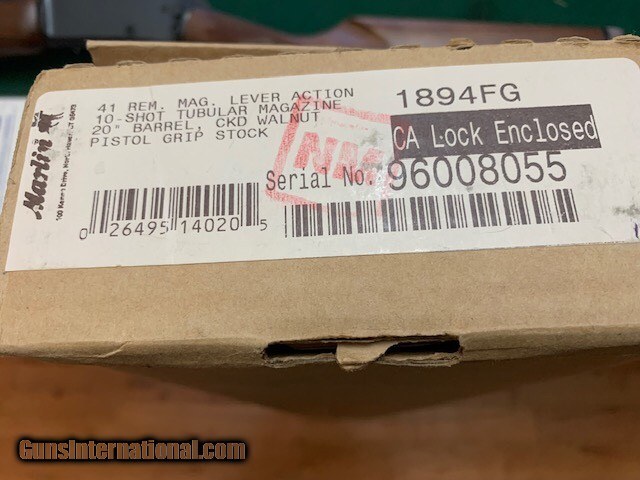 Marlin
41 REM. MAG. LEVER ACTION
10-SHOT TUBULAR MAGAZINE
20" BARREL, CKD WALNUT
PISTOL GRIP STOCK
1894FG
CA Lock Enclosed
NM
Serial No. 96008055
0 26495 14020 5
GunsInternational.com